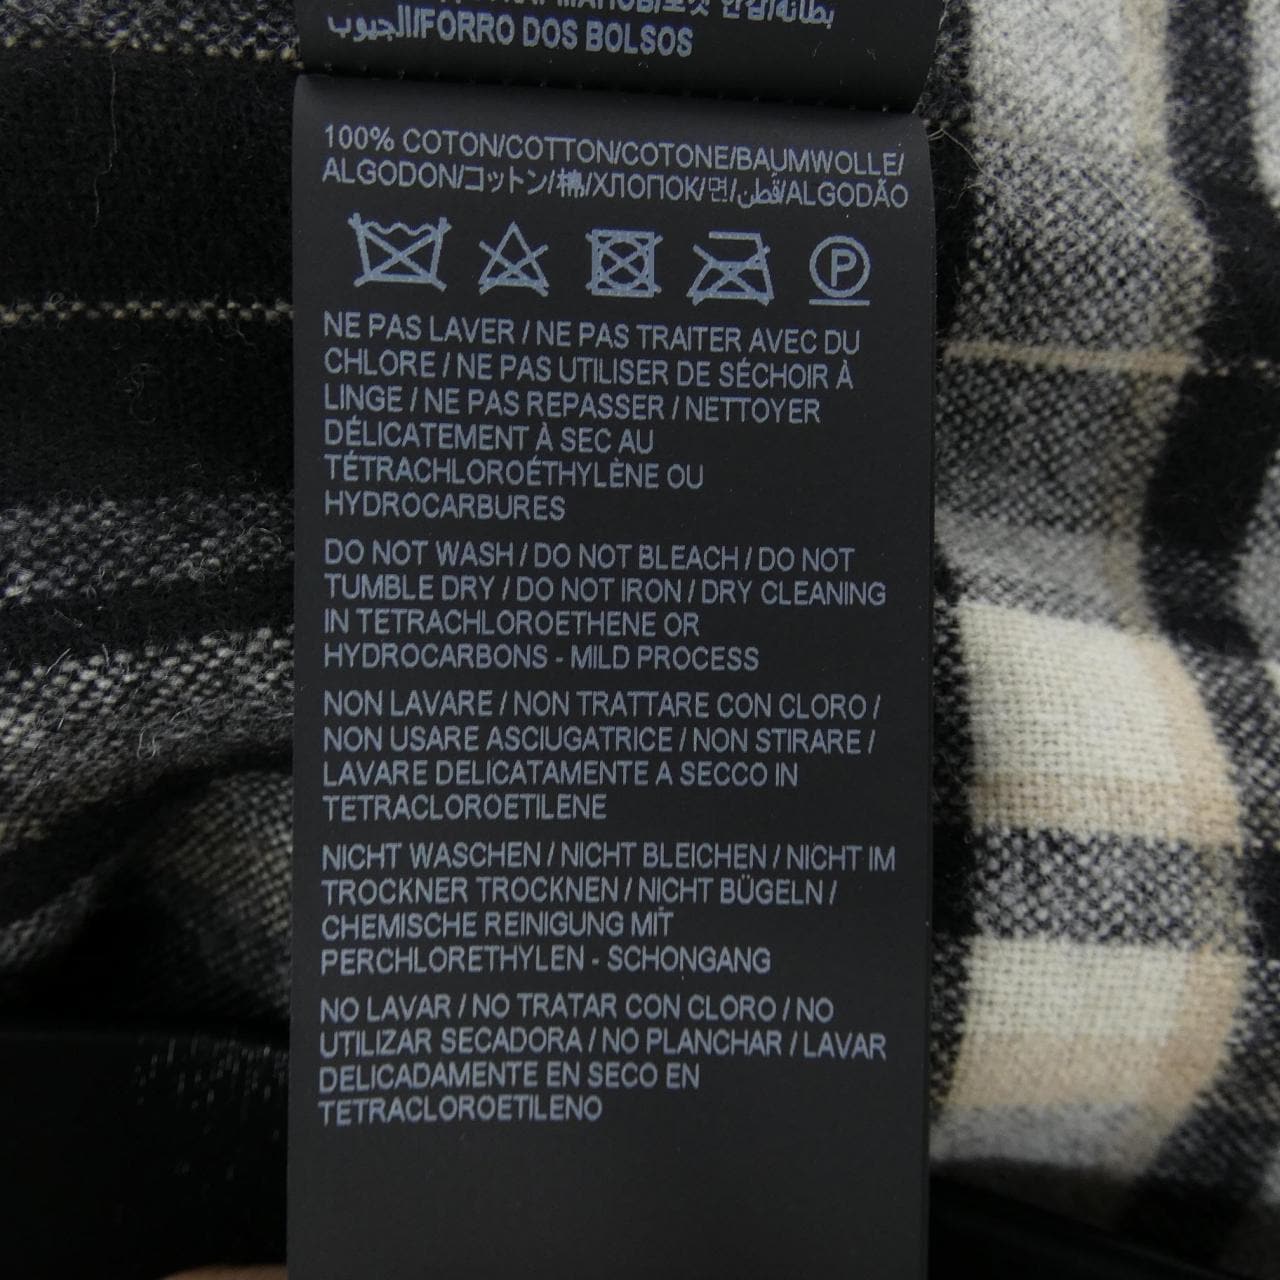 بطانة/
الجيوب/FORRO DOS BOLSOS
100% COTON/COTTON/COTONE/BAUMWOLLE/
ALGODON/コットン/棉/ХЛОПОК/면/قطن/ALGODÃO
P
NE PAS LAVER / NE PAS TRAITER AVEC DU
CHLORE / NE PAS UTILISER DE SÉCHOIR À
LINGE / NE PAS REPASSER / NETTOYER
DÉLICATEMENT À SEC AU
TÉTRACHLOROÉTHYLÈNE OU
HYDROCARBURES
DO NOT WASH / DO NOT BLEACH / DO NOT
TUMBLE DRY / DO NOT IRON / DRY CLEANING
IN TETRACHLOROETHENE OR
HYDROCARBONS - MILD PROCESS
NON LAVARE / NON TRATTARE CON CLORO /
NON USARE ASCIUGATRICE / NON STIRARE /
LAVARE DELICATAMENTE A SECCO IN
TETRACLOROETILENE
NICHT WASCHEN / NICHT BLEICHEN / NICHT IM
TROCKNER TROCKNEN / NICHT BÜGELN /
CHEMISCHE REINIGUNG MIT
PERCHLORETHYLEN - SCHONGANG
NO LAVAR / NO TRATAR CON CLORO / NO
UTILIZAR SECADORA / NO PLANCHAR / LAVAR
DELICADAMENTE EN SECO EN
TETRACLOROETILENO